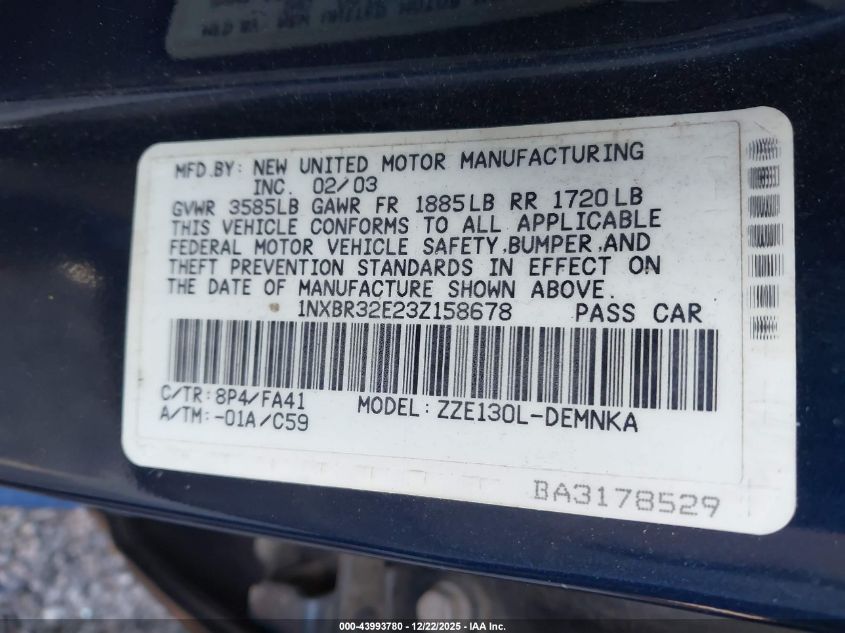 MFD.BY: NEW UNITED MOTOR MANUFACTURING
INC. 02/03
GVWR 3585LB GAWR FR 1885LB RR 1720LB
THIS VEHICLE CONFORMS TO ALL APPLICABLE
FEDERAL MOTOR VEHICLE SAFETY,BUMPER,AND
THEFT PREVENTION STANDARDS IN EFFECT ON
THE DATE OF MANUFACTURE SHOWN ABOVE.
1NXBR32E23Z158678 PASS CAR
C/TR: 8P4/FA41
A/TM: -01A/C59
MODEL: ZZE130L-DEMNKA
BA3178529
000-43993780 - 12/22/2025 - IAA Inc.